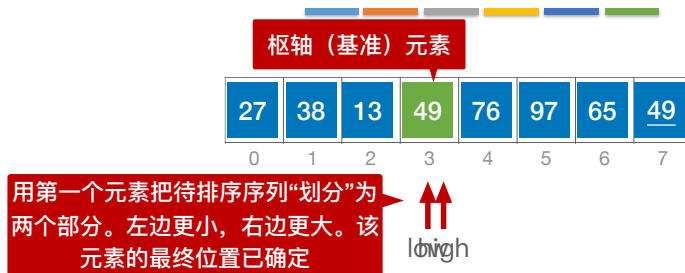 枢轴（基准）元素
27 38 13 49 76 97 65 49
0 1 2 3 4 5 6 7
用第一个元素把待排序序列“划分”为
两个部分。左边更小，右边更大。该
元素的最终位置已确定
low high